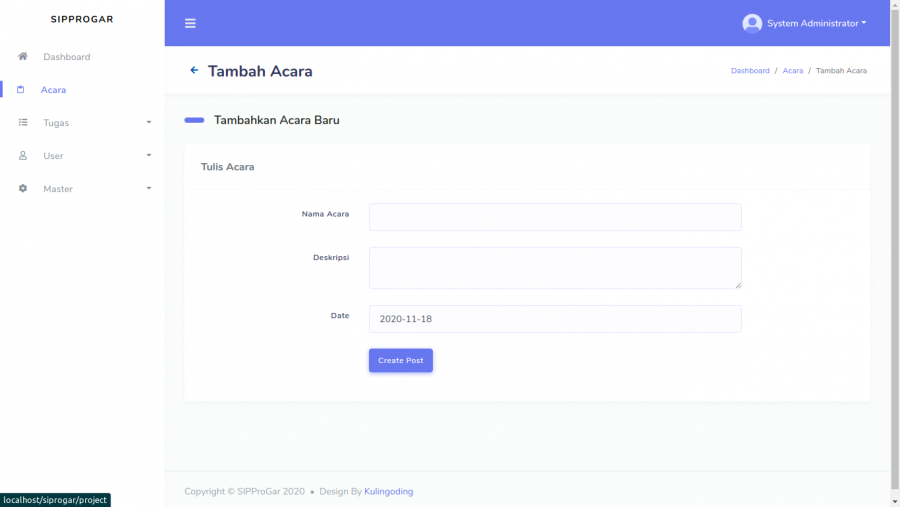 SIPPROGAR
System Administrator
Dashboard
Acara
Tugas
User
Master
Tambah Acara
Dashboard / Acara / Tambah Acara
Tambahkan Acara Baru
Tulis Acara
Nama Acara
Deskripsi
Date
2020-11-18
Create Post
Copyright © SIPProGar 2020 • Design By Kulingoding
localhost/siprogar/project